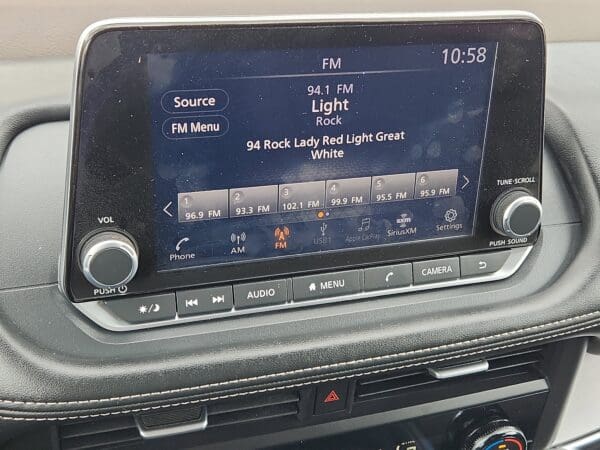 FM
10:58
Source
94.1 FM
Light
Rock
FM Menu
94 Rock Lady Red Light Great
White
1 2 3 4 5 6
96.9 FM 93.3 FM 102.1 FM 99.9 FM 95.5 FM 95.9 FM
Phone AM FM USB1 Apple CarPlay SiriusXM Settings
sxm
VOL
PUSH
TUNE·SCROLL
PUSH SOUND
AUDIO MENU CAMERA